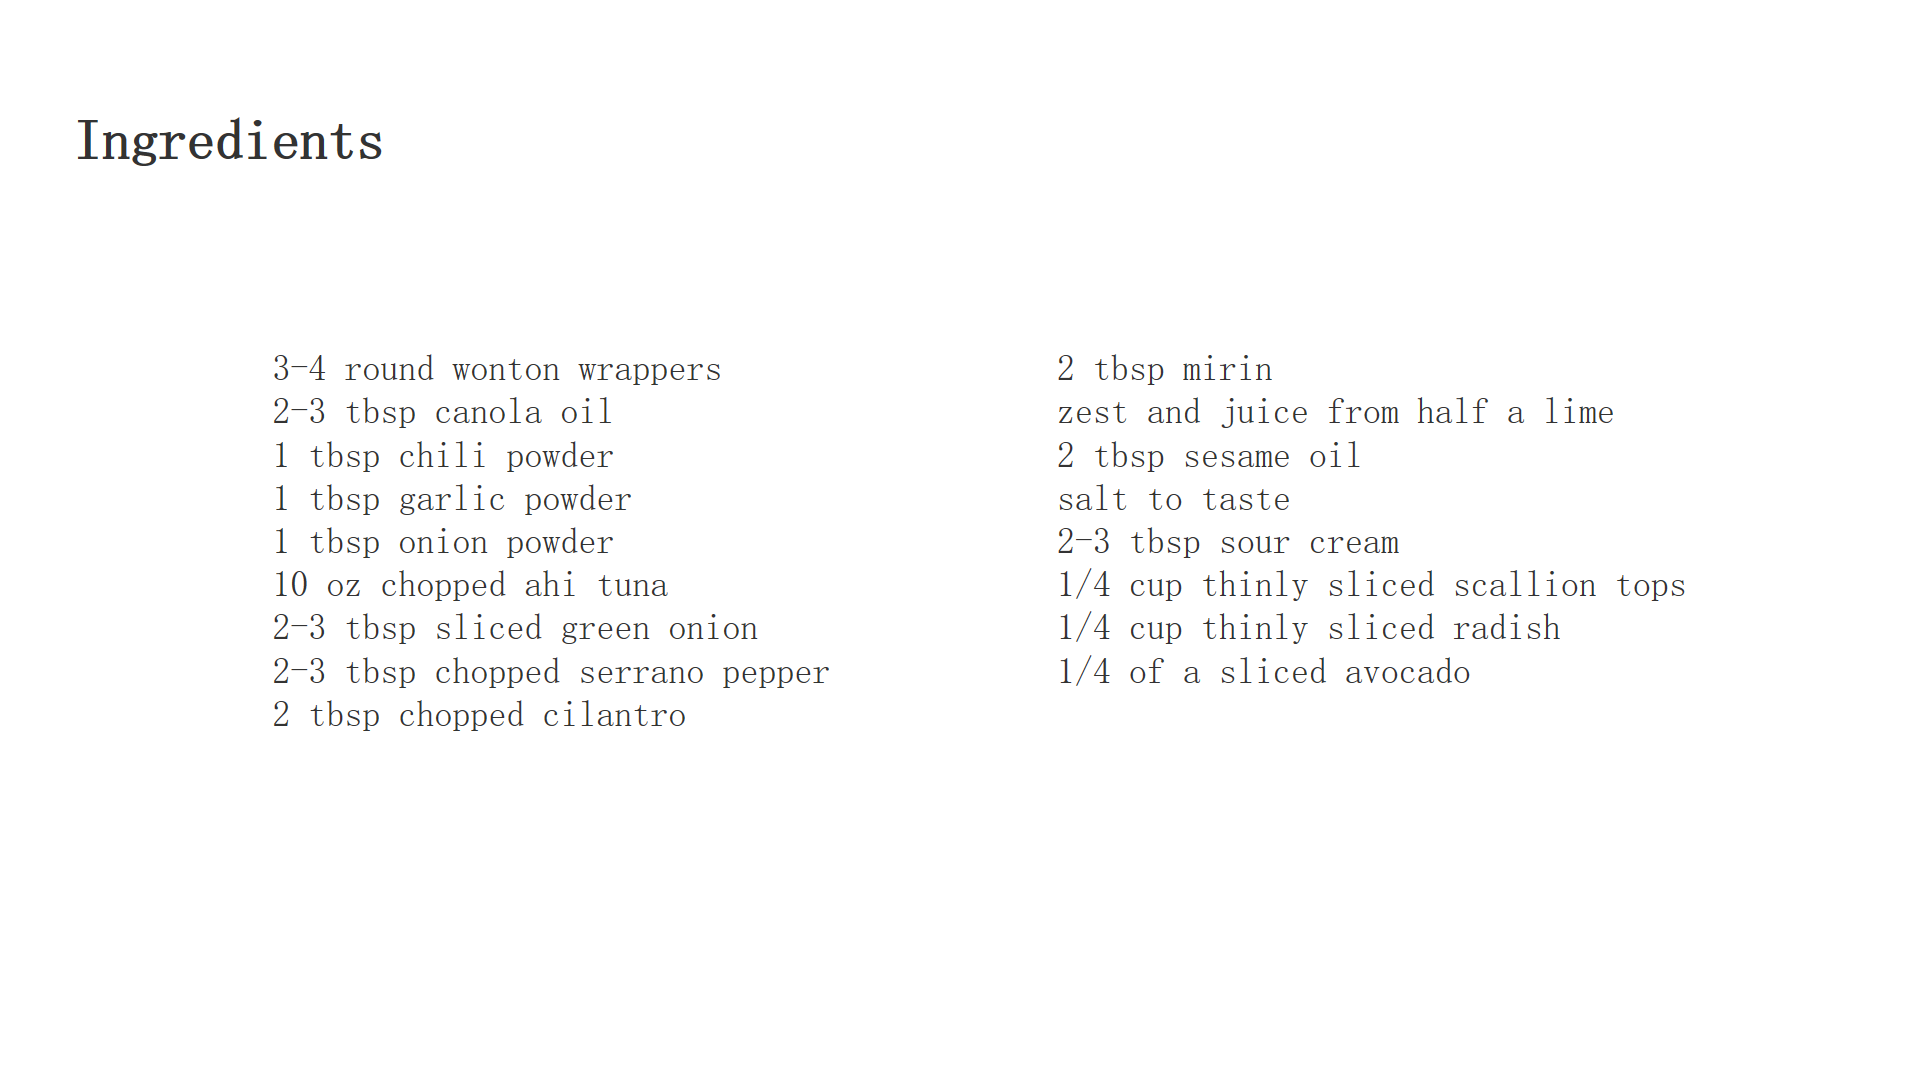 Ingredients
3-4 round wonton wrappers
2-3 tbsp canola oil
1 tbsp chili powder
1 tbsp garlic powder
1 tbsp onion powder
10 oz chopped ahi tuna
2-3 tbsp sliced green onion
2-3 tbsp chopped serrano pepper
2 tbsp chopped cilantro
2 tbsp mirin
zest and juice from half a lime
2 tbsp sesame oil
salt to taste
2-3 tbsp sour cream
1/4 cup thinly sliced scallion tops
1/4 cup thinly sliced radish
1/4 of a sliced avocado